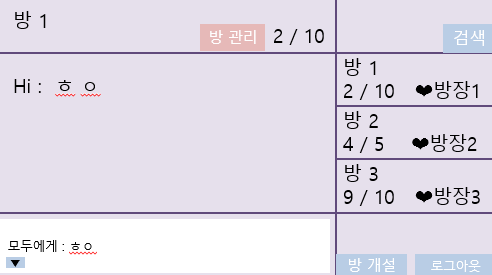 방 1
방 관리 2 / 10
검색
Hi : ㅎ ㅇ
방 1
2 / 10 ❤방장1
방 2
4 / 5 ❤방장2
방 3
9 / 10 ❤방장3
모두에게 : ㅎㅇ
▼
방 개설 로그아웃